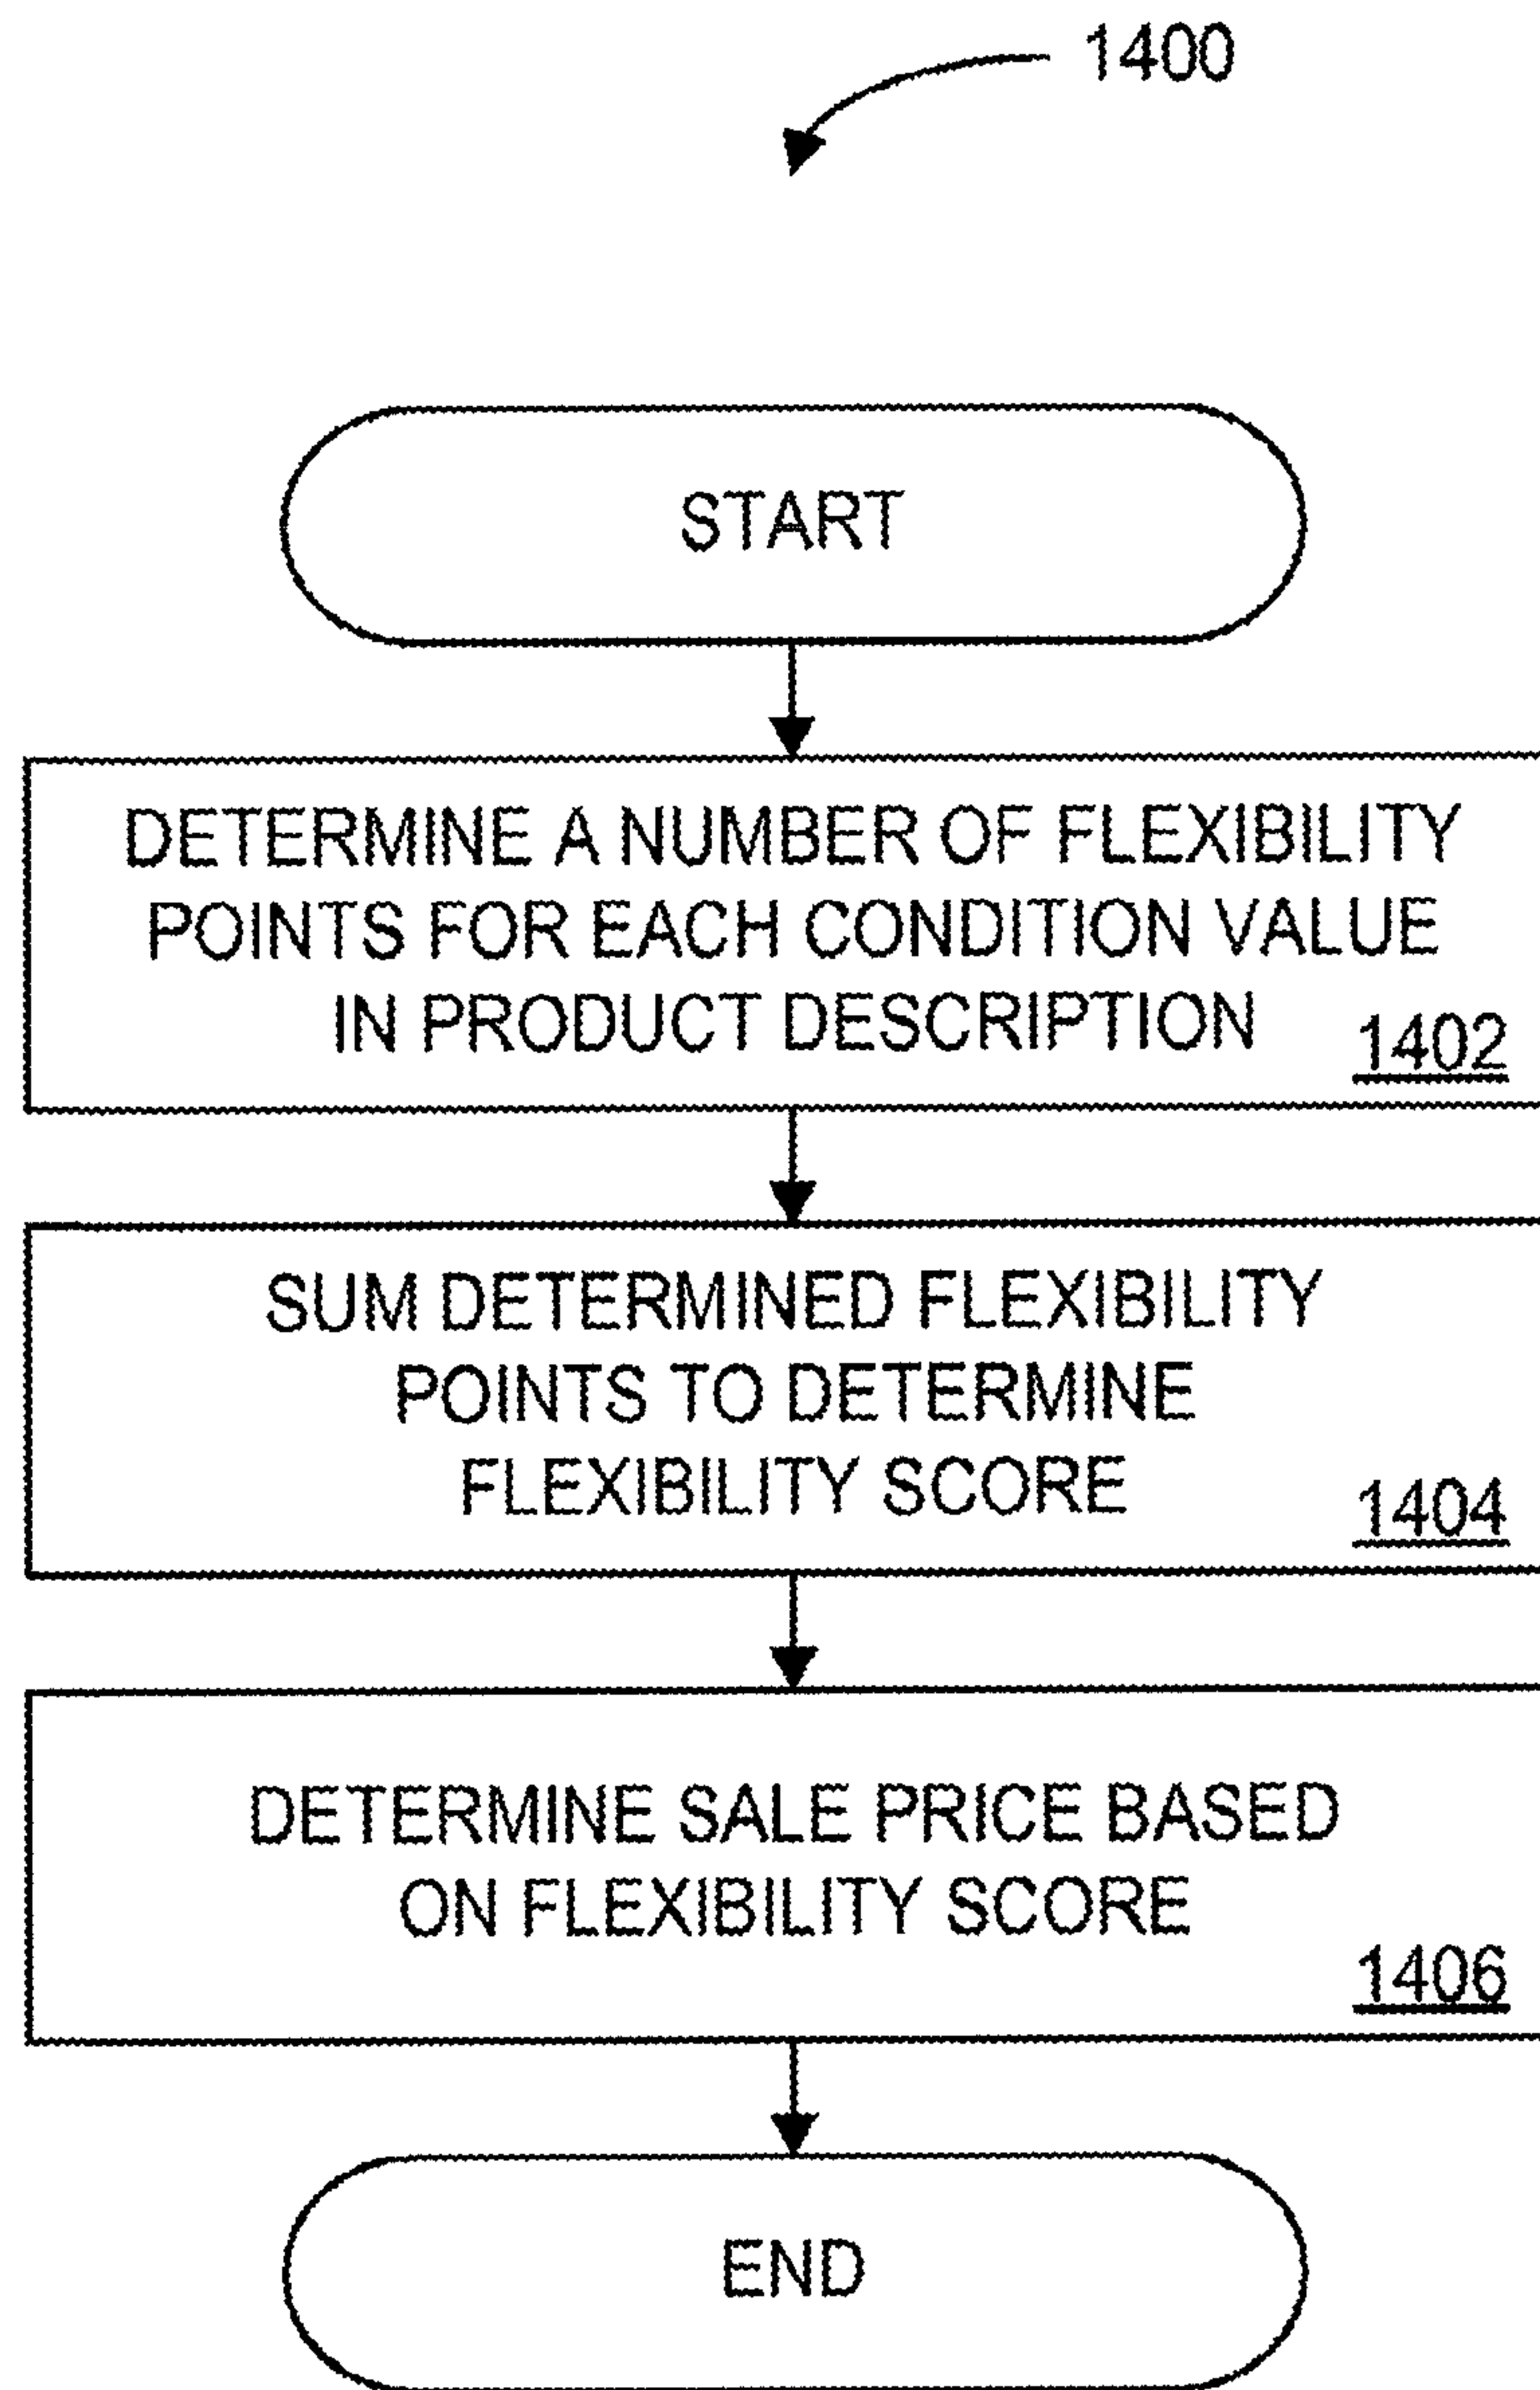 1400
START
DETERMINE A NUMBER OF FLEXIBILITY
POINTS FOR EACH CONDITION VALUE
IN PRODUCT DESCRIPTION
1402
SUM DETERMINED FLEXIBILITY
POINTS TO DETERMINE
FLEXIBILITY SCORE
1404
DETERMINE SALE PRICE BASED
ON FLEXIBILITY SCORE
1406
END